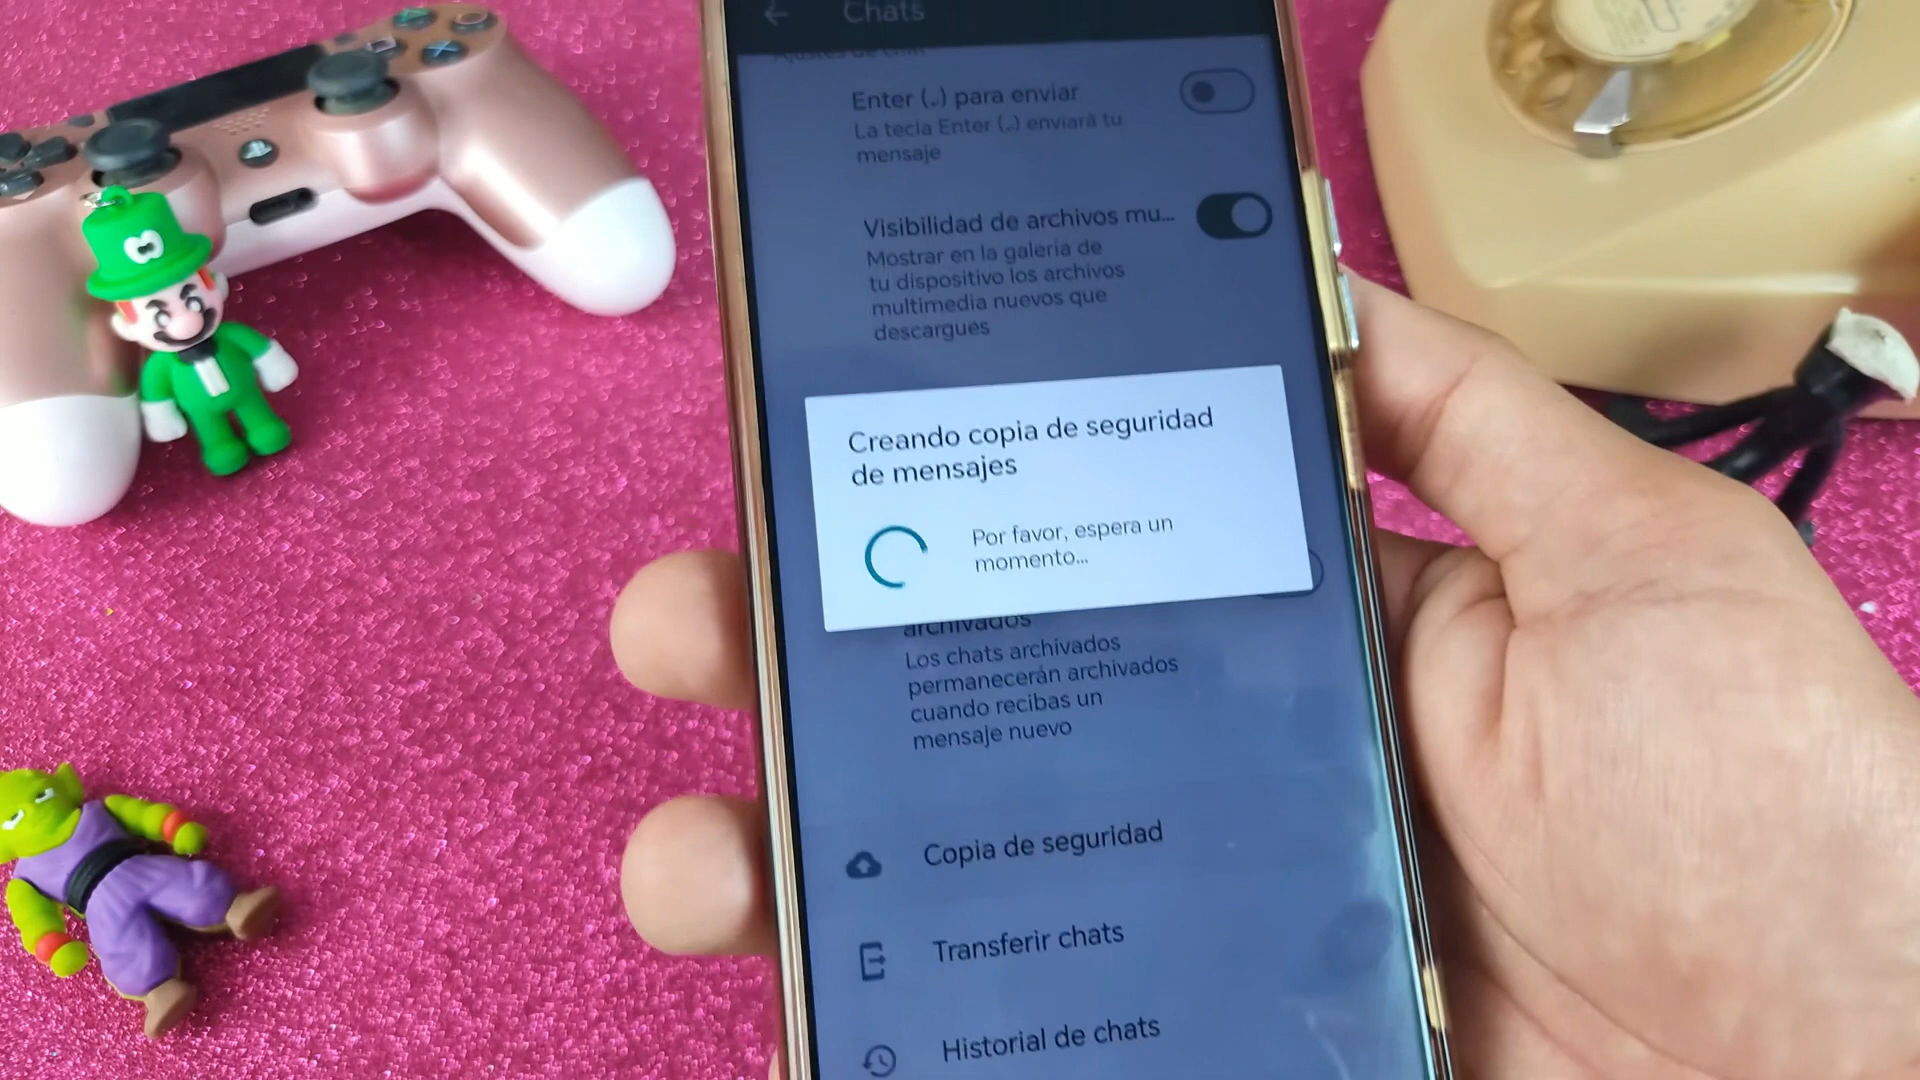 Chats
Ajustes de chat
Enter (↵) para enviar
La tecla Enter (↵) enviará tu
mensaje
Visibilidad de archivos mu...
Mostrar en la galería de
tu dispositivo los archivos
multimedia nuevos que
descargues
Creando copia de seguridad
de mensajes
Por favor, espera un
momento...
archivados
Los chats archivados
permanecerán archivados
cuando recibas un
mensaje nuevo
Copia de seguridad
Transferir chats
Historial de chats